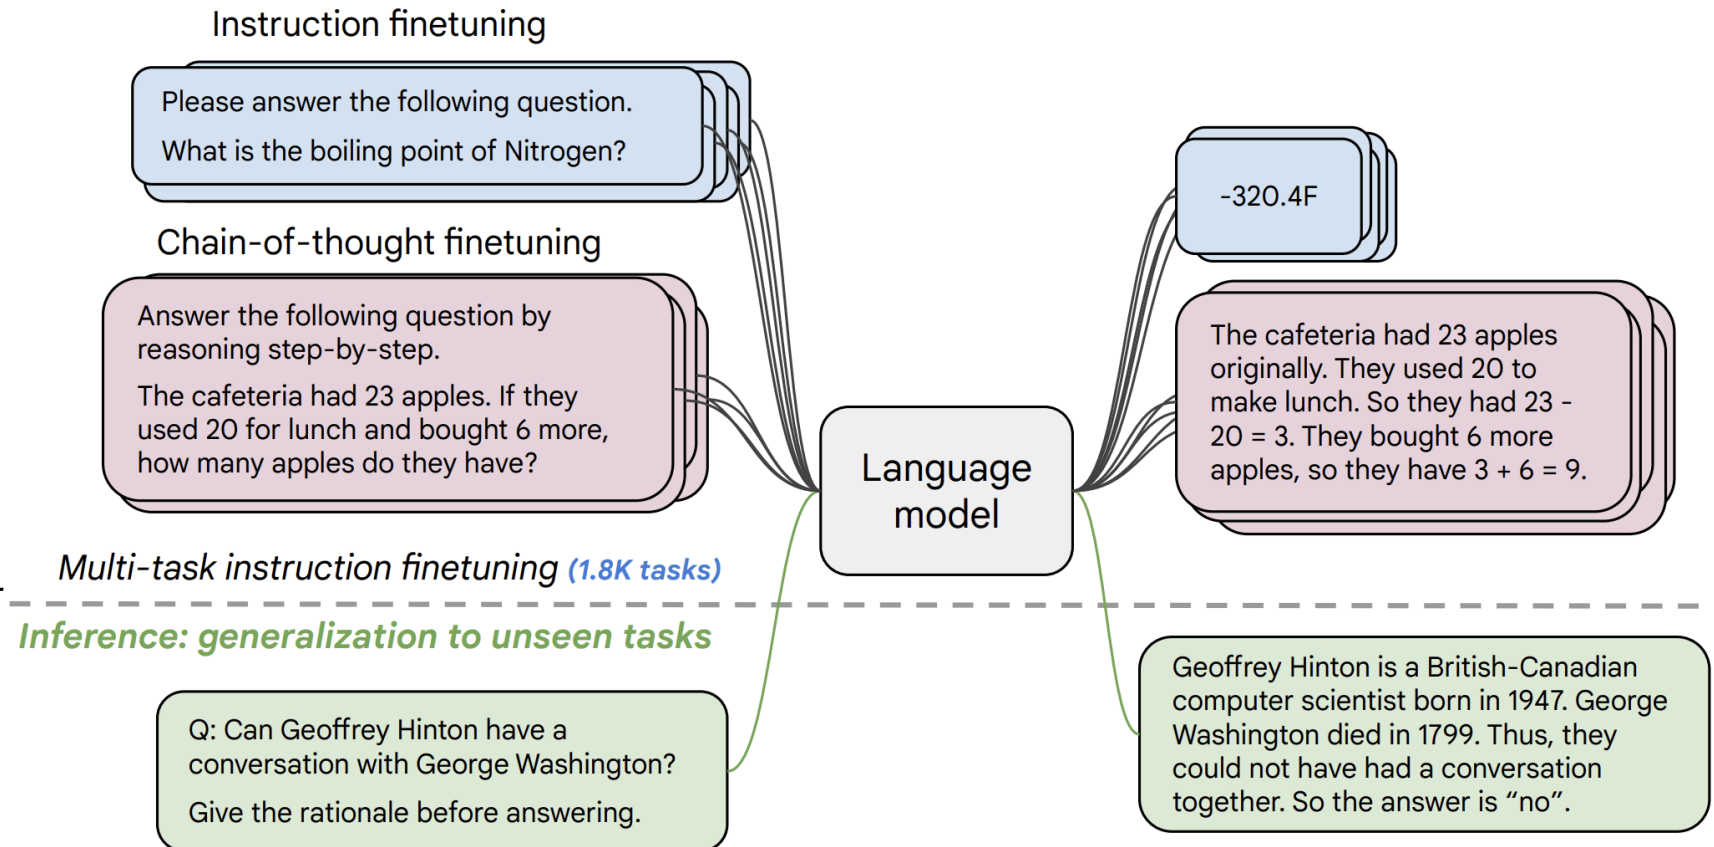 Instruction finetuning
Please answer the following question.
What is the boiling point of Nitrogen?
-320.4F
Chain-of-thought finetuning
Answer the following question by
reasoning step-by-step.
The cafeteria had 23 apples. If they
used 20 for lunch and bought 6 more,
how many apples do they have?
Language
model
The cafeteria had 23 apples
originally. They used 20 to
make lunch. So they had 23 -
20 = 3. They bought 6 more
apples, so they have 3 + 6 = 9.
Multi-task instruction finetuning (1.8K tasks)
Inference: generalization to unseen tasks
Q: Can Geoffrey Hinton have a
conversation with George Washington?
Give the rationale before answering.
Geoffrey Hinton is a British-Canadian
computer scientist born in 1947. George
Washington died in 1799. Thus, they
could not have had a conversation
together. So the answer is “no”.